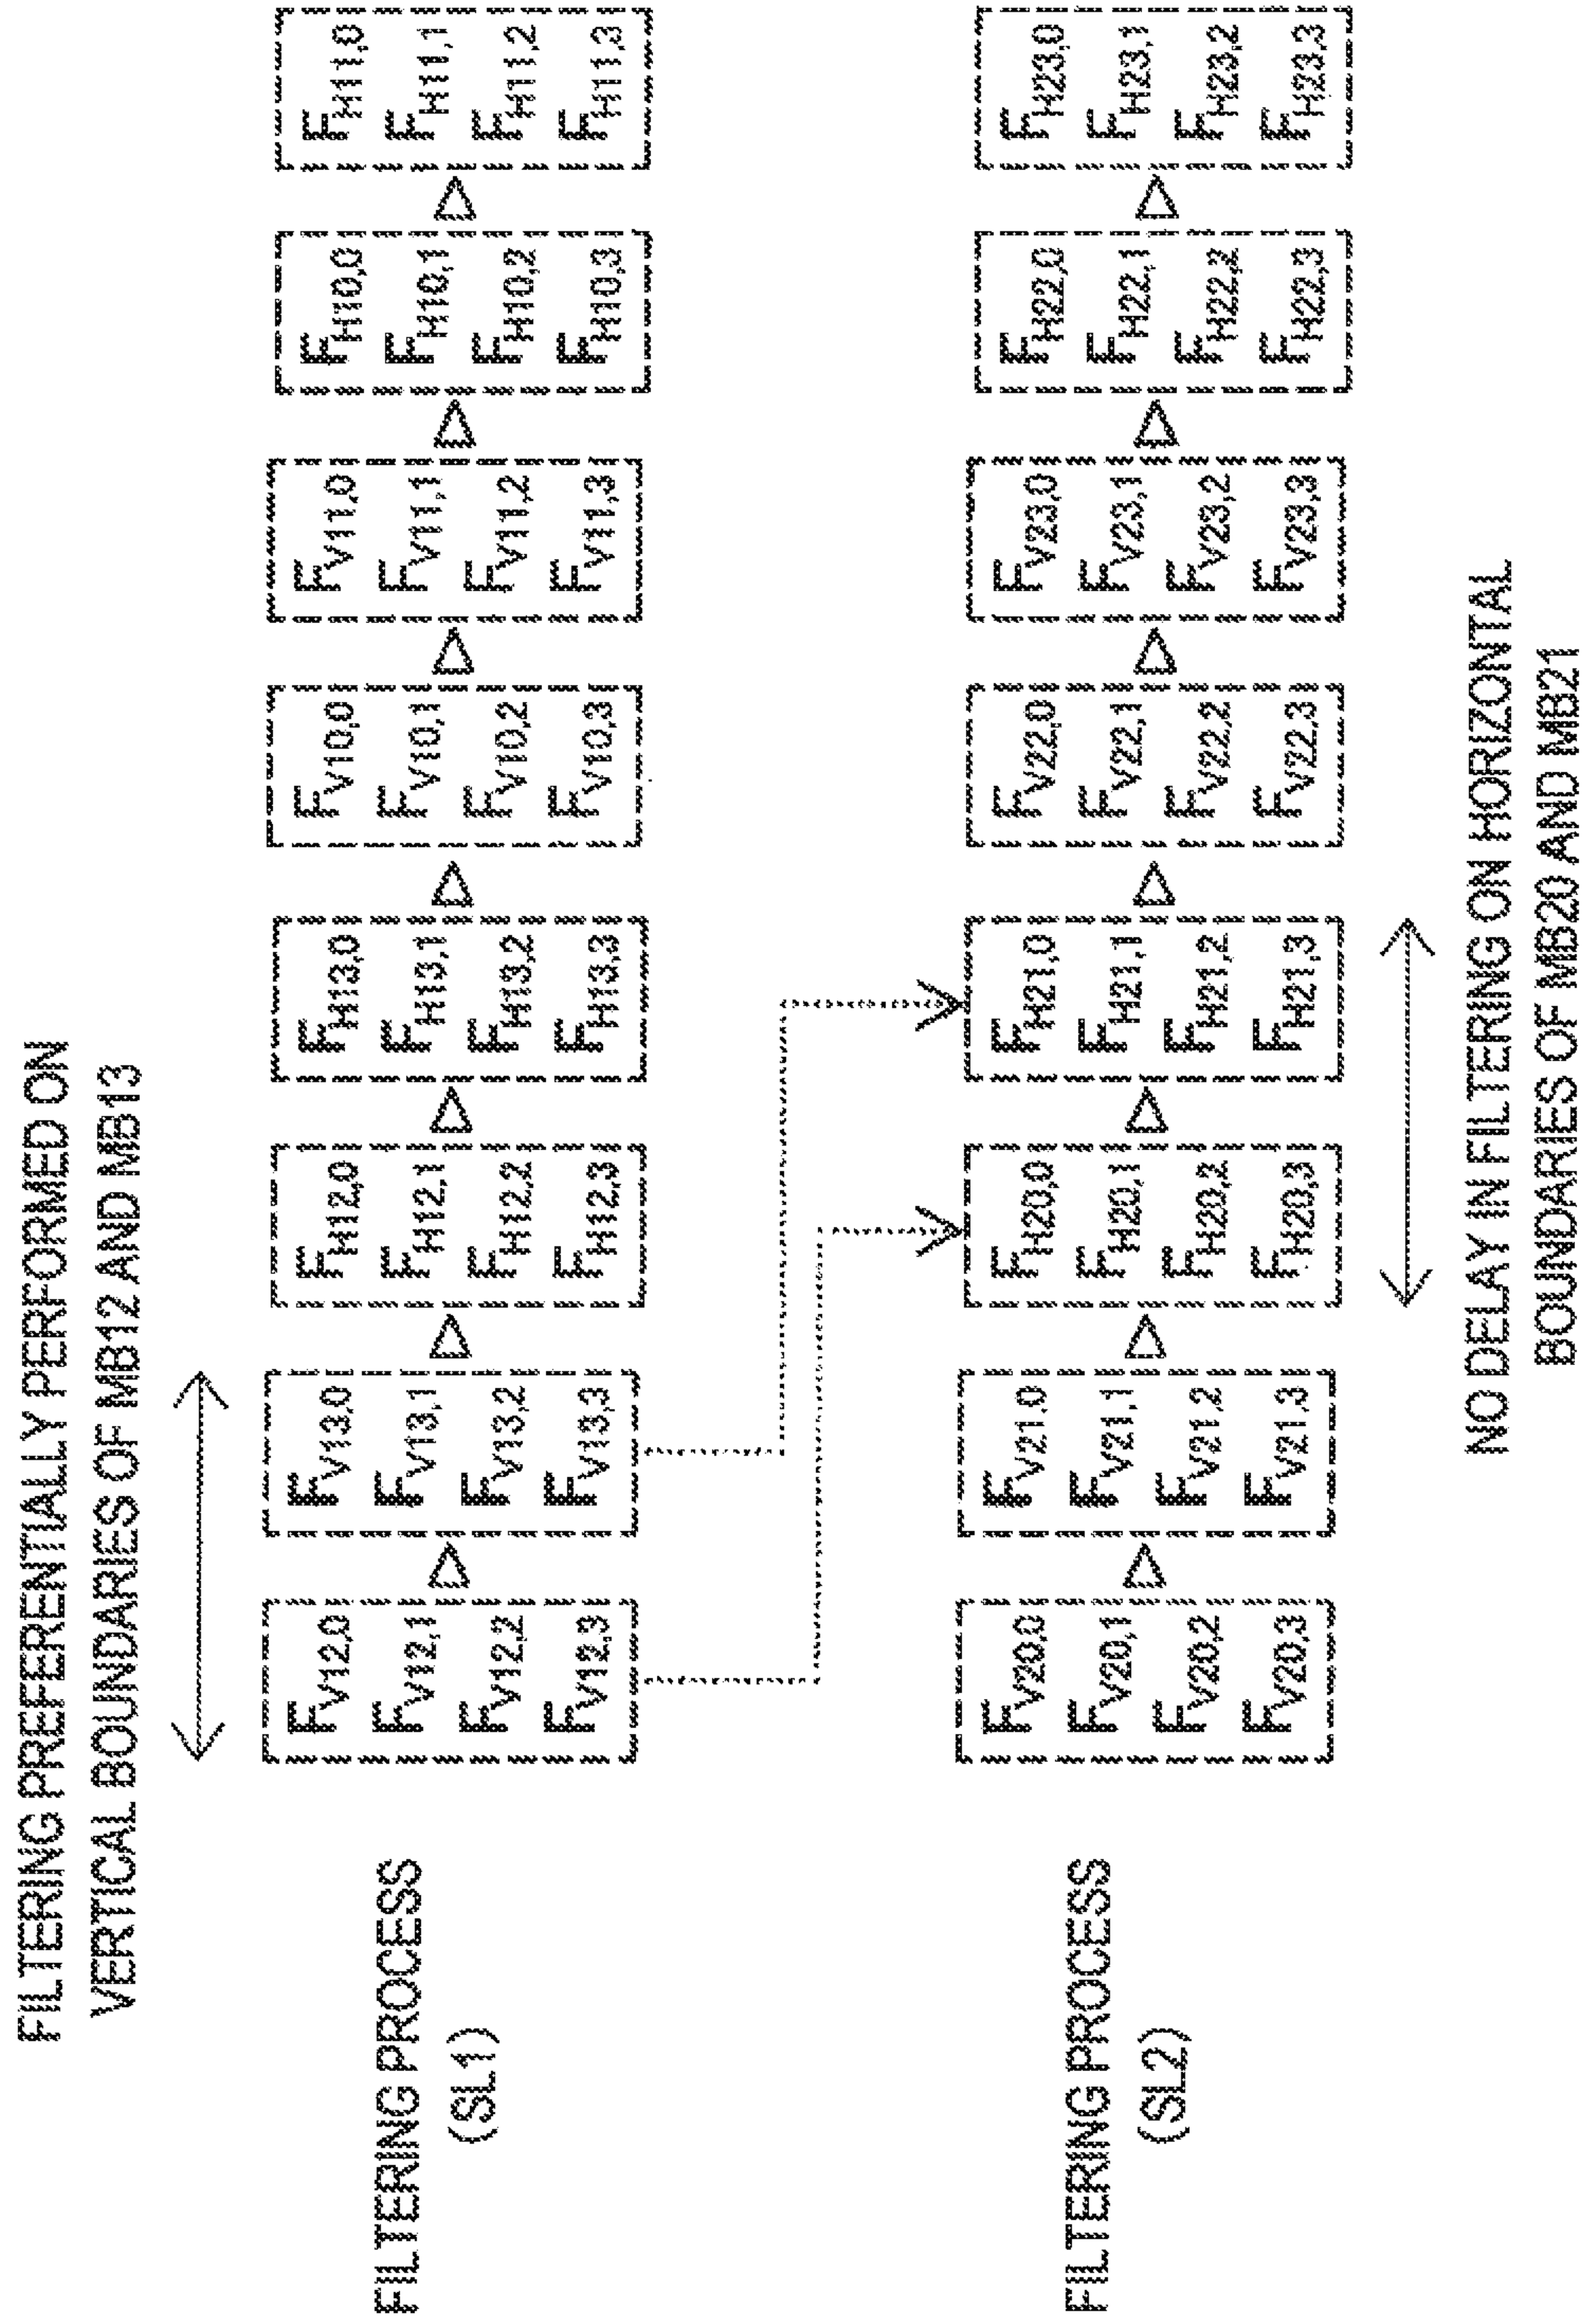 FILTERING PREFERENTIALLY PERFORMED ON
VERTICAL BOUNDARIES OF MB12 AND MB13
FILTERING PROCESS
(SL1)
FV12,0 FV13,0 FH12,0 FH13,0 FV10,0 FV11,0 FH10,0 FH11,0
FV12,1 FV13,1 FH12,1 FH13,1 FV10,1 FV11,1 FH10,1 FH11,1
FV12,2 FV13,2 FH12,2 FH13,2 FV10,2 FV11,2 FH10,2 FH11,2
FV12,3 FV13,3 FH12,3 FH13,3 FV10,3 FV11,3 FH10,3 FH11,3
FILTERING PROCESS
(SL2)
FV20,0 FV21,0 FH20,0 FH21,0 FV22,0 FV23,0 FH22,0 FH23,0
FV20,1 FV21,1 FH20,1 FH21,1 FV22,1 FV23,1 FH22,1 FH23,1
FV20,2 FV21,2 FH20,2 FH21,2 FV22,2 FV23,2 FH22,2 FH23,2
FV20,3 FV21,3 FH20,3 FH21,3 FV22,3 FV23,3 FH22,3 FH23,3
NO DELAY IN FILTERING ON HORIZONTAL
BOUNDARIES OF MB20 AND MB21